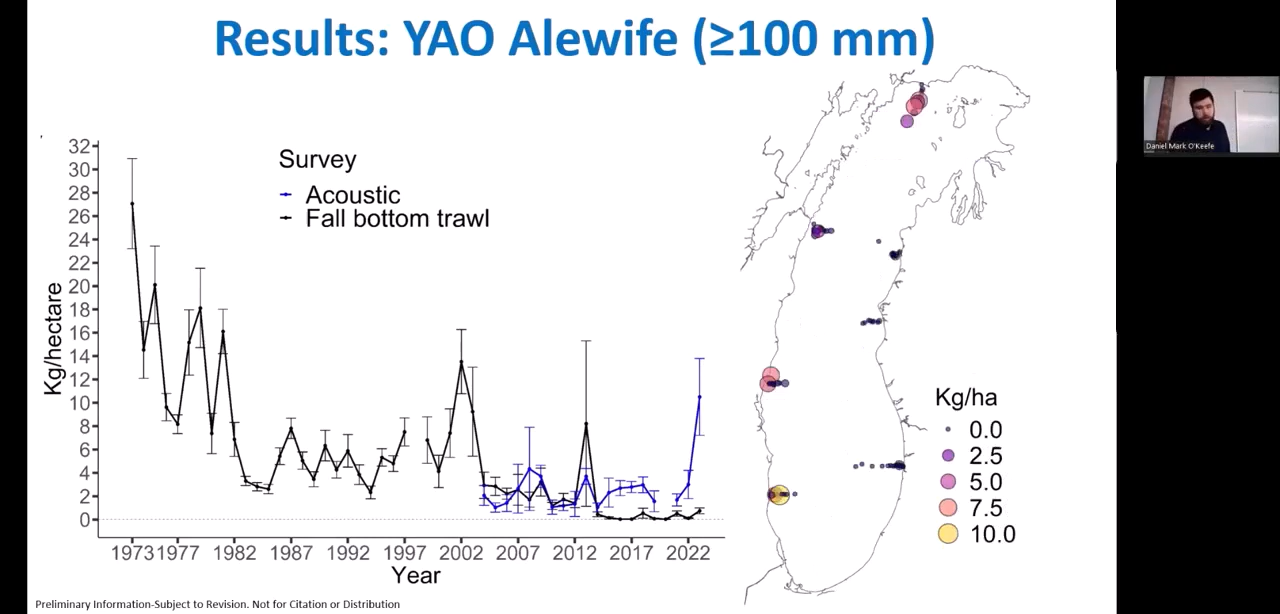 Results: YAO Alewife (≥100 mm)
Daniel Mark O'Keefe
Survey
Acoustic
Fall bottom trawl
Kg/hectare
32
30
28
26
24
22
20
18
16
14
12
10
8
6
4
2
0
1973 1977 1982 1987 1992 1997 2002 2007 2012 2017 2022
Year
Kg/ha
0.0
2.5
5.0
7.5
10.0
Preliminary Information-Subject to Revision. Not for Citation or Distribution